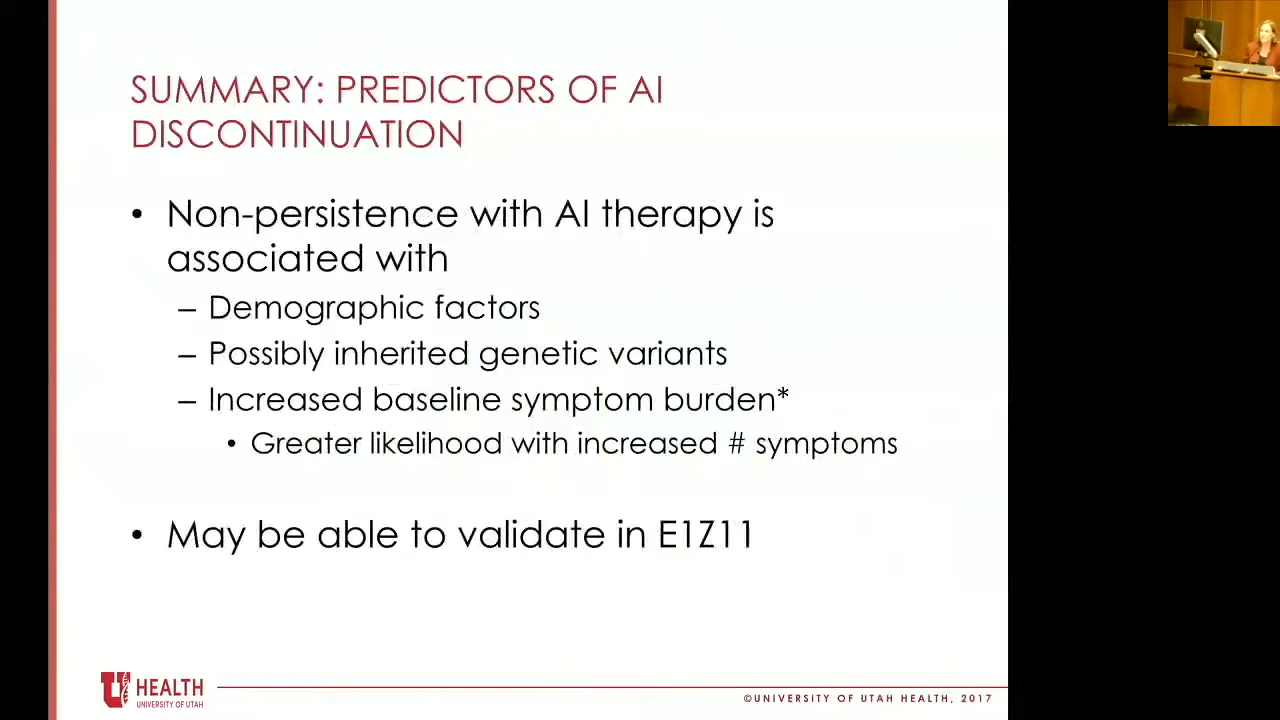 SUMMARY: PREDICTORS OF AI
DISCONTINUATION
• Non-persistence with AI therapy is
associated with
– Demographic factors
– Possibly inherited genetic variants
– Increased baseline symptom burden*
• Greater likelihood with increased # symptoms
• May be able to validate in E1Z11
U HEALTH
UNIVERSITY OF UTAH
©UNIVERSITY OF UTAH HEALTH, 2017